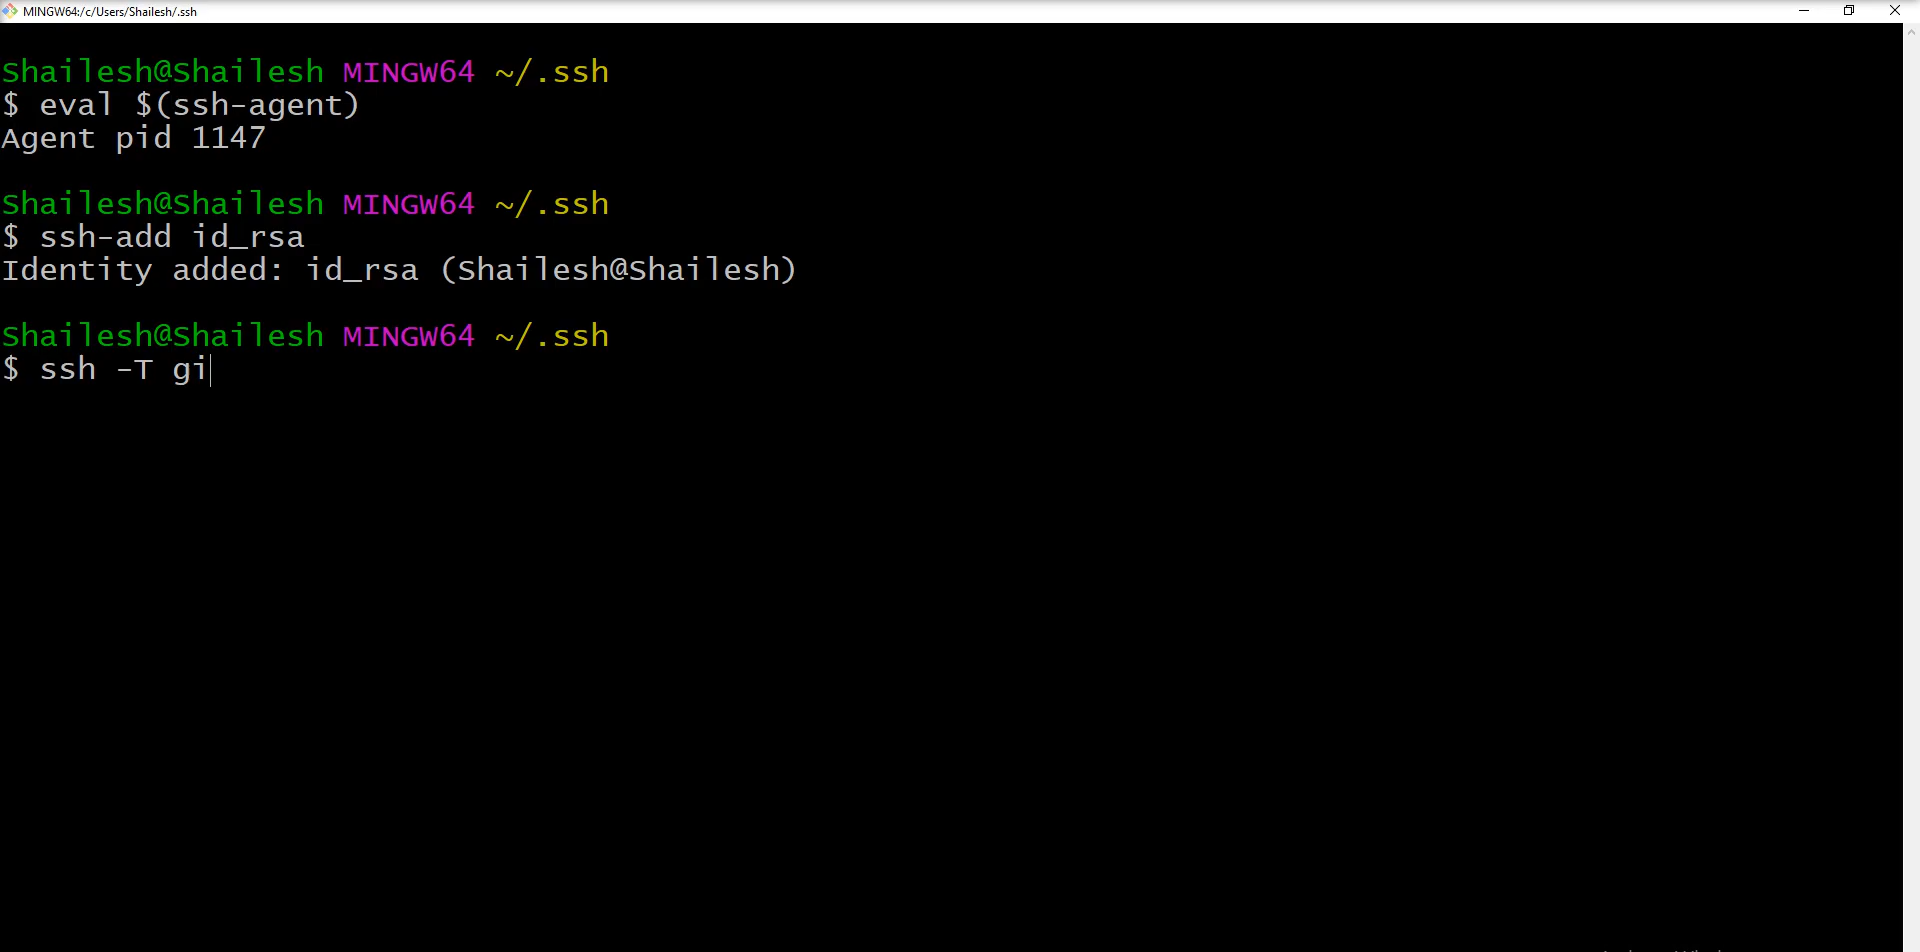 MINGW64:/c/Users/Shailesh/.ssh
Shailesh@Shailesh MINGW64 ~/.ssh
$ eval $(ssh-agent)
Agent pid 1147
Shailesh@Shailesh MINGW64 ~/.ssh
$ ssh-add id_rsa
Identity added: id_rsa (Shailesh@Shailesh)
Shailesh@Shailesh MINGW64 ~/.ssh
$ ssh -T gi